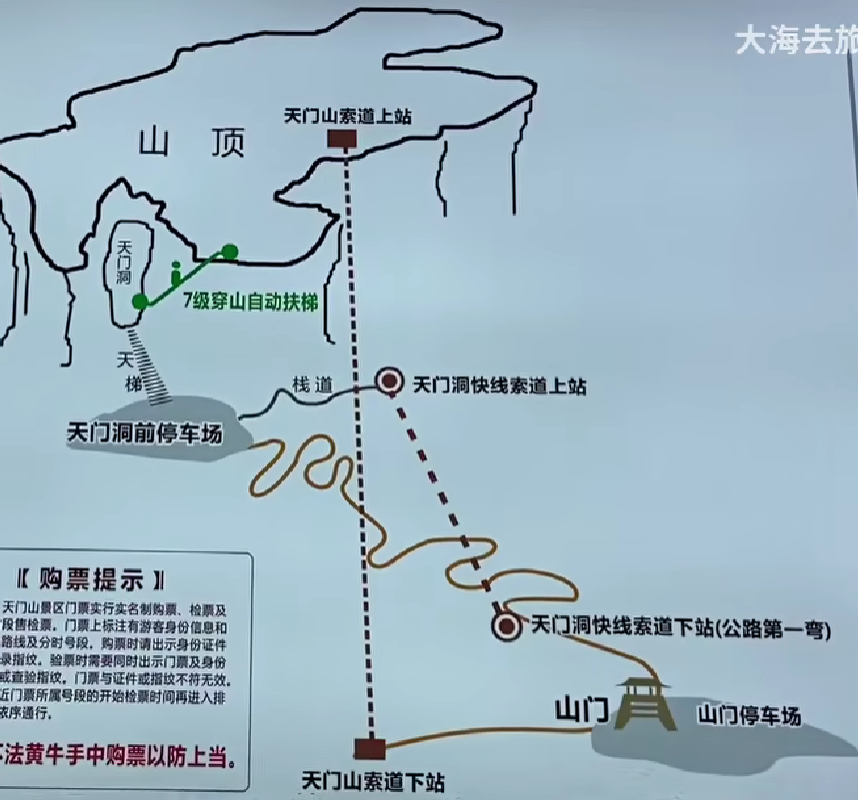 大海去旅
天门山索道上站
山 顶
天门洞
7级穿山自动扶梯
天梯
栈道
天门洞快线索道上站
天门洞前停车场
【购票提示】
天门山景区门票实行实名制购票、检票及
段售检票。门票上标注有游客身份信息和
路线及分时号段，购票时请出示身份证件
录指纹。验票时需要同时出示门票及身份
或查验指纹。门票与证件或指纹不符无效。
近门票所属号段的开始检票时间再进入排
依序通行。
法黄牛手中购票以防上当。
天门洞快线索道下站(公路第一弯)
山门
山门停车场
天门山索道下站